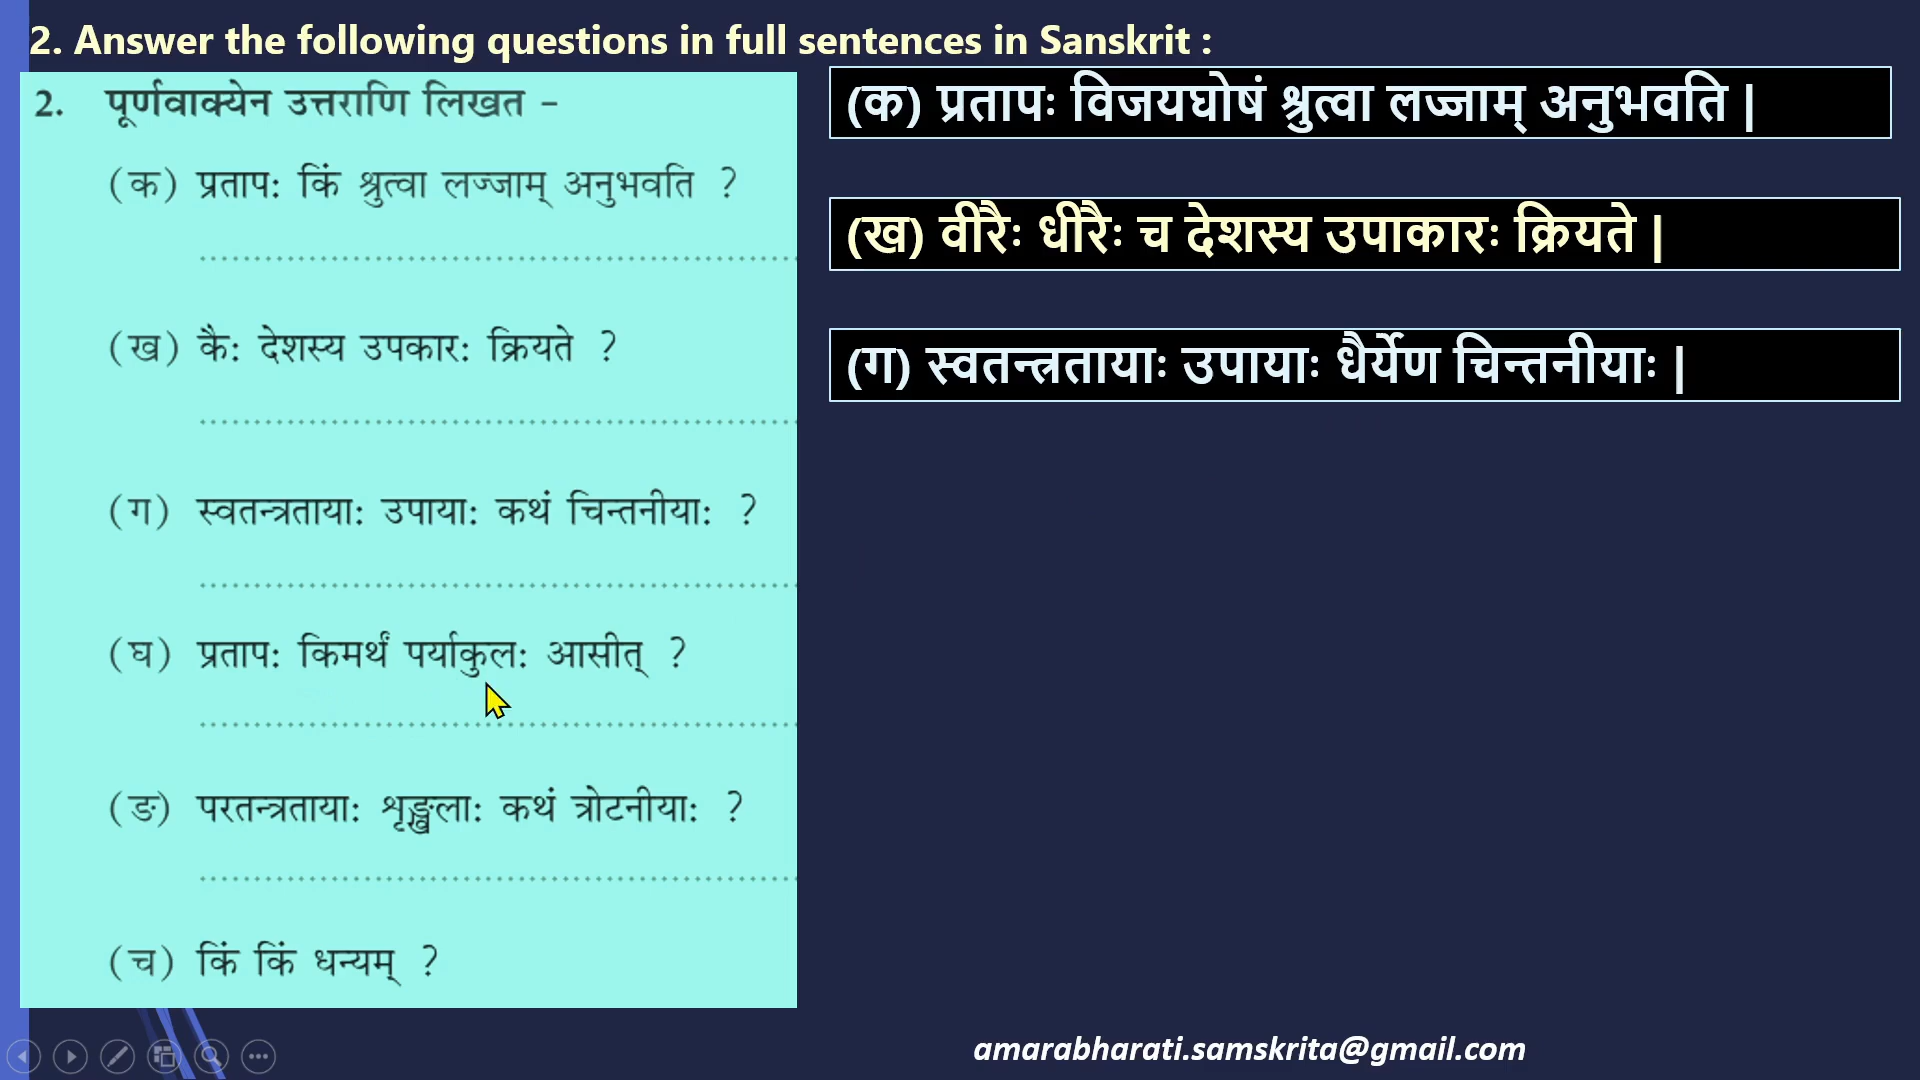 2. Answer the following questions in full sentences in Sanskrit :
2. पूर्णवाक्येन उत्तराणि लिखत –
(क) प्रतापः किं श्रुत्वा लज्जाम् अनुभवति ?
(ख) कैः देशस्य उपकारः क्रियते ?
(ग) स्वतन्त्रतायाः उपायाः कथं चिन्तनीयाः ?
(घ) प्रतापः किमर्थं पर्याकुलः आसीत् ?
(ङ) परतन्त्रतायाः शृङ्खलाः कथं त्रोटनीयाः ?
(च) किं किं धन्यम् ?
(क) प्रतापः विजयघोषं श्रुत्वा लज्जाम् अनुभवति |
(ख) वीरैः धीरैः च देशस्य उपाकारः क्रियते |
(ग) स्वतन्त्रतायाः उपायाः धैर्येण चिन्तनीयाः |
amarabharati.samskrita@gmail.com